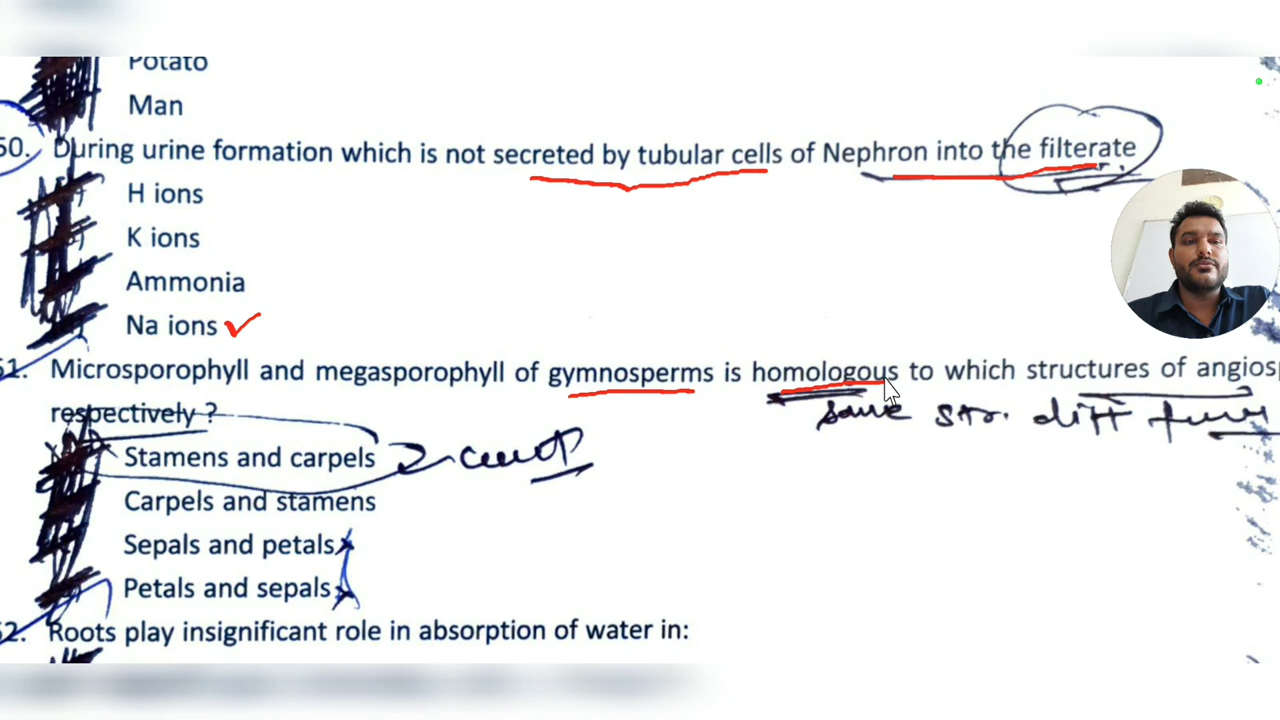 Potato
Man
50. During urine formation which is not secreted by tubular cells of Nephron into the filterate
H ions
K ions
Ammonia
Na ions
51. Microsporophyll and megasporophyll of gymnosperms is homologous to which structures of angiosp
respectively ?
same str. diff
Stamens and carpels
Carpels and stamens
Sepals and petals
Petals and sepals
52. Roots play insignificant role in absorption of water in: